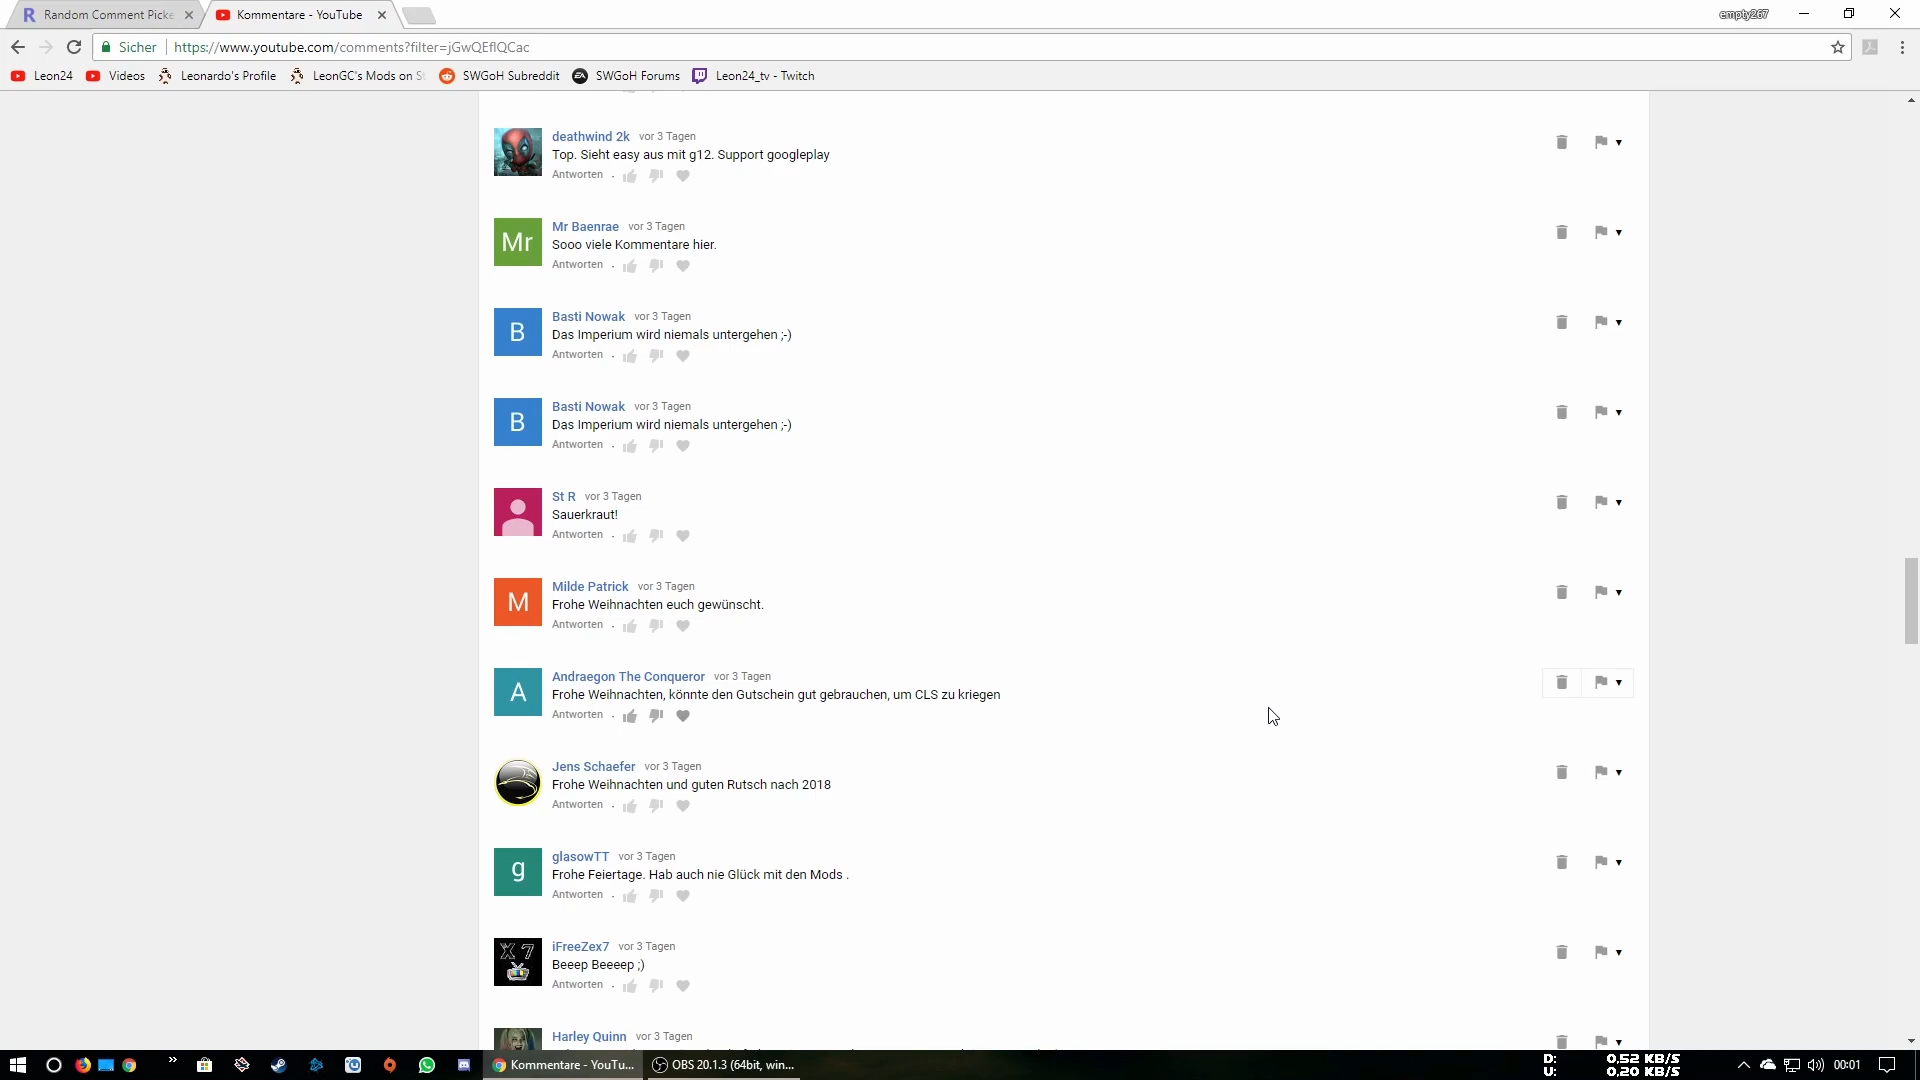 Random Comment Picke
Kommentare - YouTube
empty267
Sicher
https://www.youtube.com/comments?filter=jGwQEflQCac
Leon24
Videos
Leonardo's Profile
LeonGC's Mods on S
SWGoH Subreddit
SWGoH Forums
Leon24_tv - Twitch
deathwind 2k vor 3 Tagen
Top. Sieht easy aus mit g12. Support googleplay
Antworten
Mr
Mr Baenrae vor 3 Tagen
Sooo viele Kommentare hier.
Antworten
B
Basti Nowak vor 3 Tagen
Das Imperium wird niemals untergehen ;-)
Antworten
B
Basti Nowak vor 3 Tagen
Das Imperium wird niemals untergehen ;-)
Antworten
St R vor 3 Tagen
Sauerkraut!
Antworten
M
Milde Patrick vor 3 Tagen
Frohe Weihnachten euch gewünscht.
Antworten
A
Andraegon The Conqueror vor 3 Tagen
Frohe Weihnachten, könnte den Gutschein gut gebrauchen, um CLS zu kriegen
Antworten
Jens Schaefer vor 3 Tagen
Frohe Weihnachten und guten Rutsch nach 2018
Antworten
g
glasowTT vor 3 Tagen
Frohe Feiertage. Hab auch nie Glück mit den Mods .
Antworten
X 7
iFreeZex7 vor 3 Tagen
Beeep Beeeep ;)
Antworten
Harley Quinn vor 3 Tagen
Kommentare - YouTu...
OBS 20.1.3 (64bit, win...
D: 0.52 KB/S
U: 0.20 KB/S
00:01